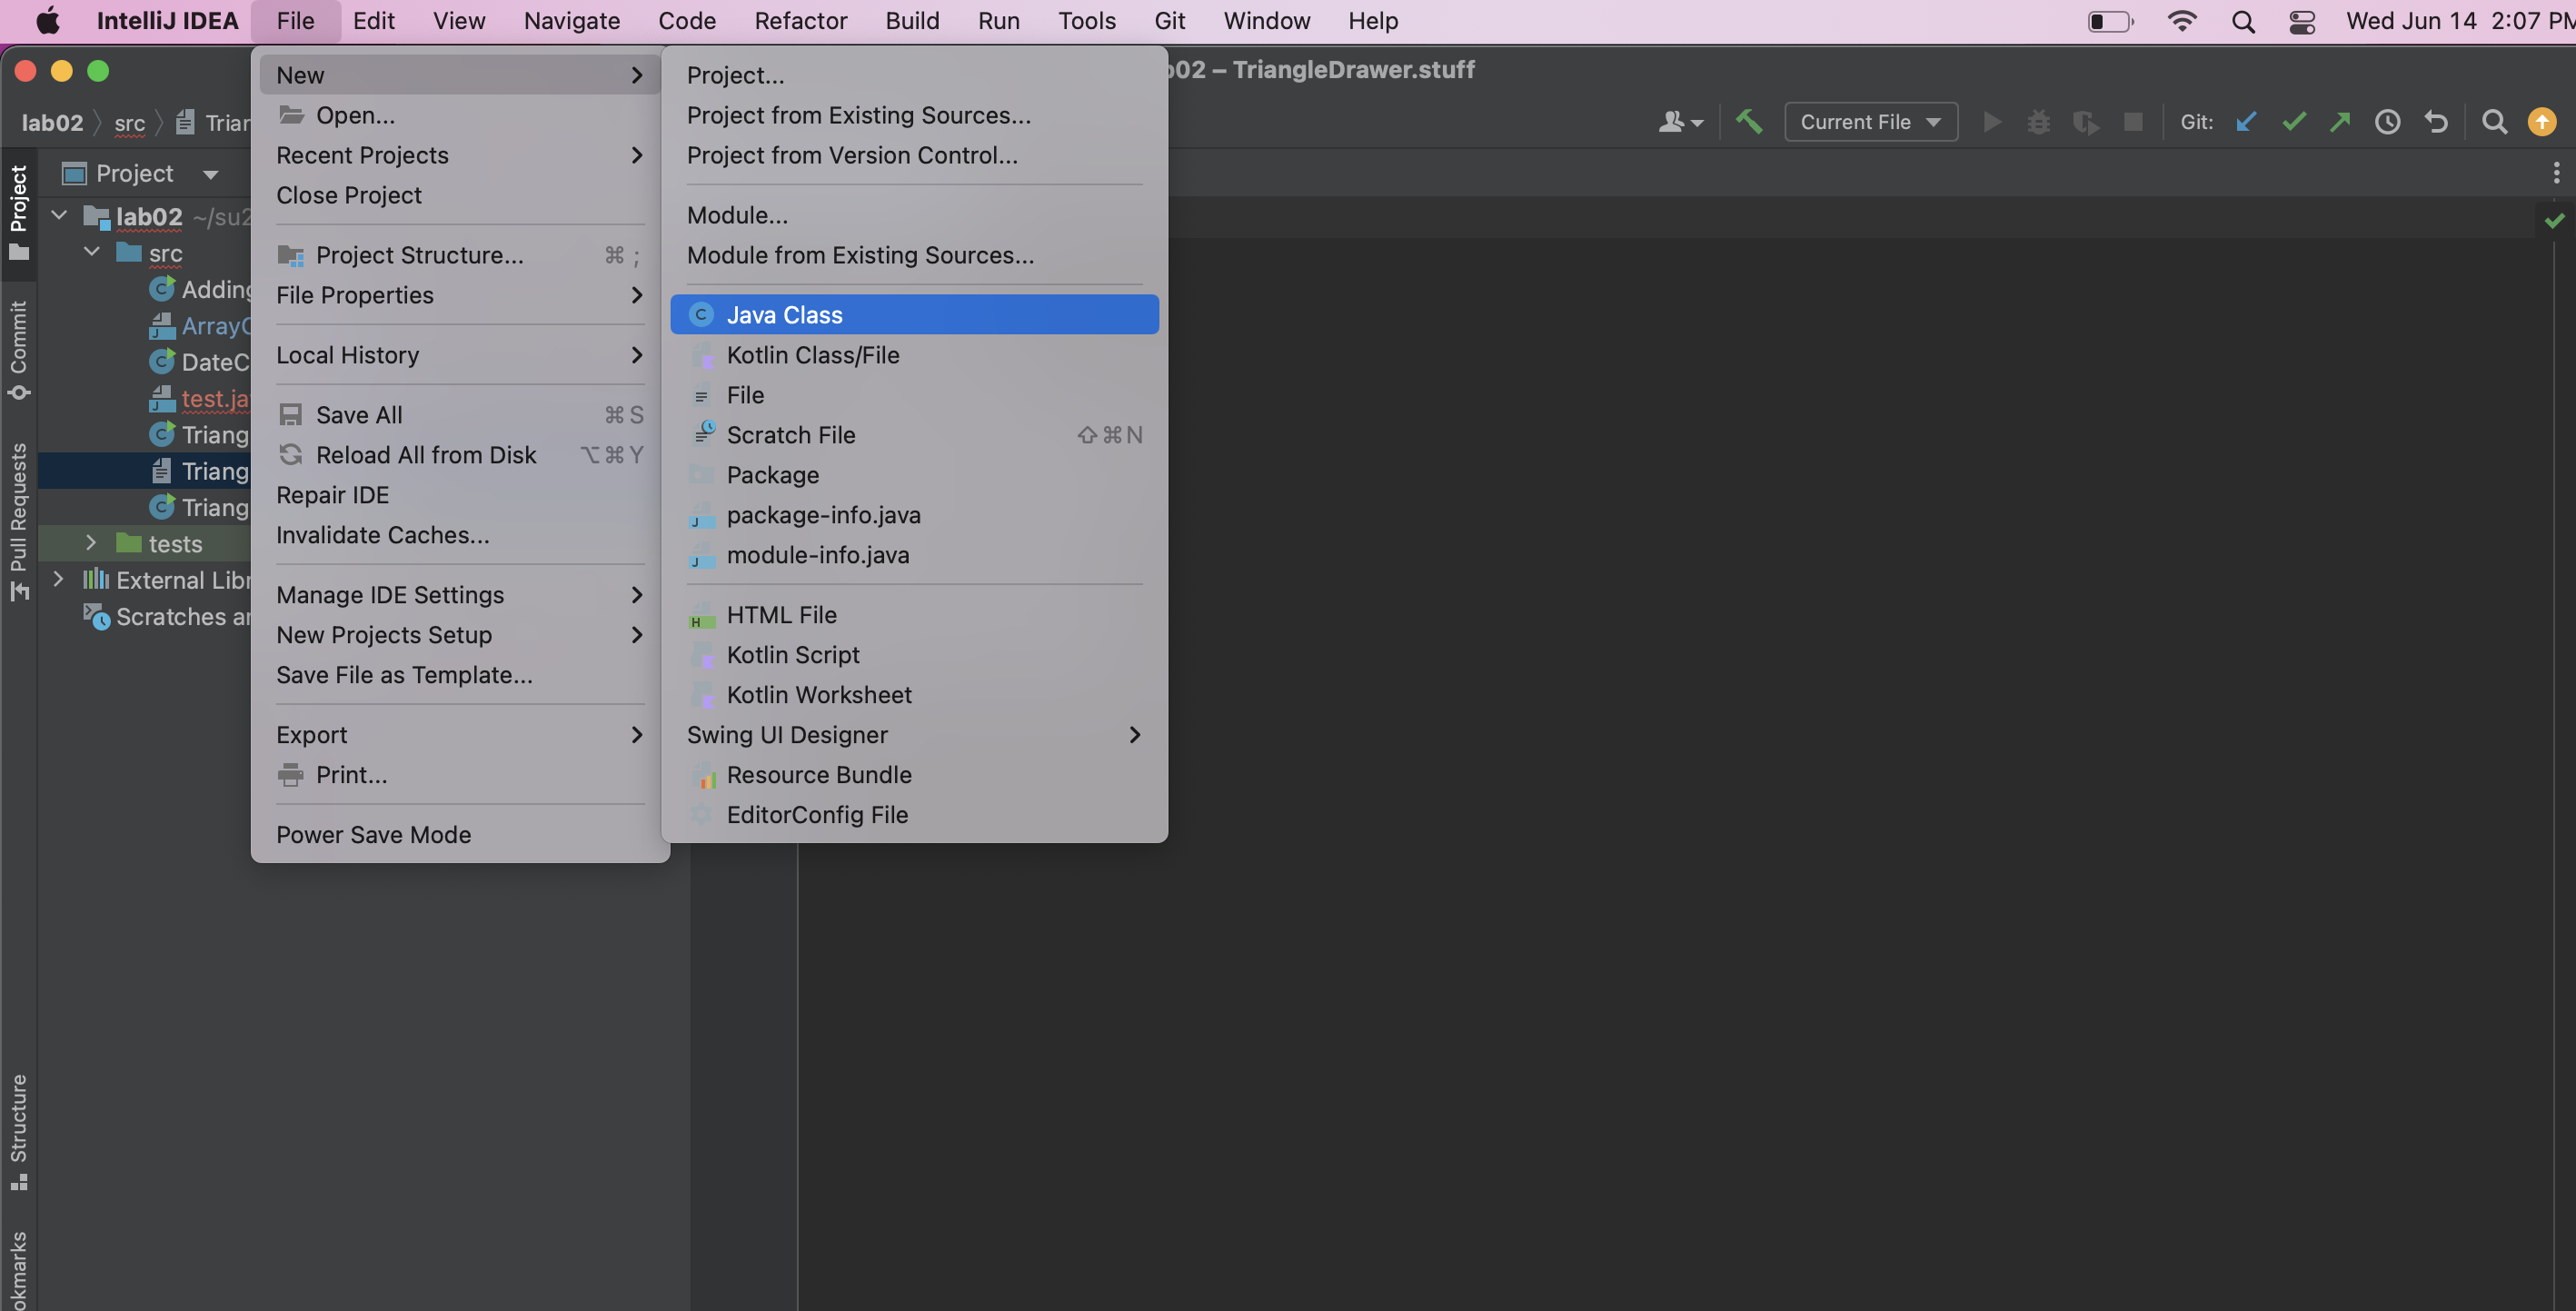 IntelliJ IDEA File Edit View Navigate Code Refactor Build Run Tools Git Window Help Wed Jun 14 2:07 PM
b02 – TriangleDrawer.stuff
lab02 src Trian
Current File Git:
Project
lab02 ~/su2
src
Adding
ArrayO
DateC
test.ja
Triang
Triang
Triang
tests
External Libr
Scratches an
Project
Commit
Pull Requests
Structure
okmarks
New
Open...
Recent Projects
Close Project
Project Structure... ⌘ ;
File Properties
Local History
Save All ⌘ S
Reload All from Disk ⌥ ⌘ Y
Repair IDE
Invalidate Caches...
Manage IDE Settings
New Projects Setup
Save File as Template...
Export
Print...
Power Save Mode
Project...
Project from Existing Sources...
Project from Version Control...
Module...
Module from Existing Sources...
Java Class
Kotlin Class/File
File
Scratch File ⇧ ⌘ N
Package
package-info.java
module-info.java
HTML File
Kotlin Script
Kotlin Worksheet
Swing UI Designer
Resource Bundle
EditorConfig File